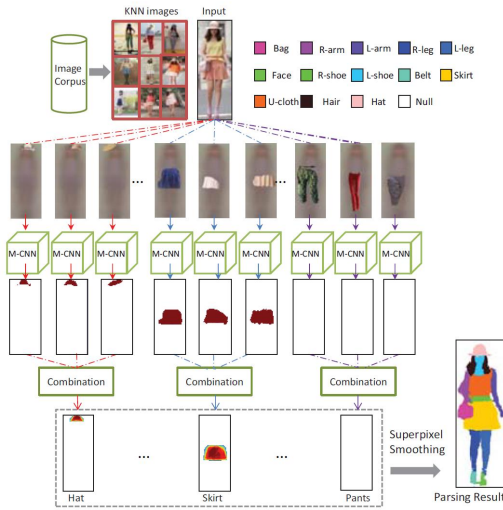 KNN images
Input
Image
Corpus
Bag
R-arm
L-arm
R-leg
L-leg
Face
R-shoe
L-shoe
Belt
Skirt
U-cloth
Hair
Hat
Null
...
...
M-CNN
M-CNN
M-CNN
M-CNN
M-CNN
M-CNN
M-CNN
M-CNN
M-CNN
Combination
Combination
Combination
...
...
Superpixel
Smoothing
Hat
Skirt
Pants
Parsing Result